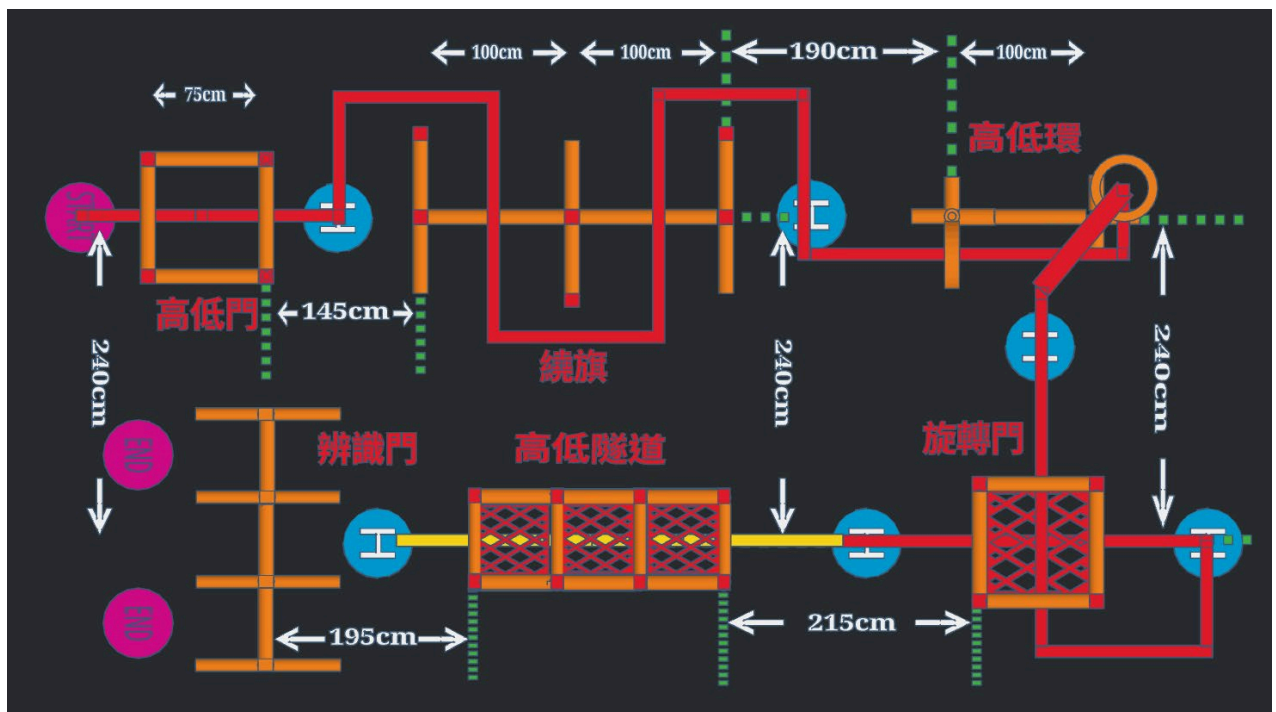 100cm
100cm
190cm
100cm
75cm
高低環
START
H
H
高低門
145cm
240cm
繞旗
240cm
H
240cm
END
辨識門
高低隧道
旋轉門
H
H
H
END
195cm
215cm